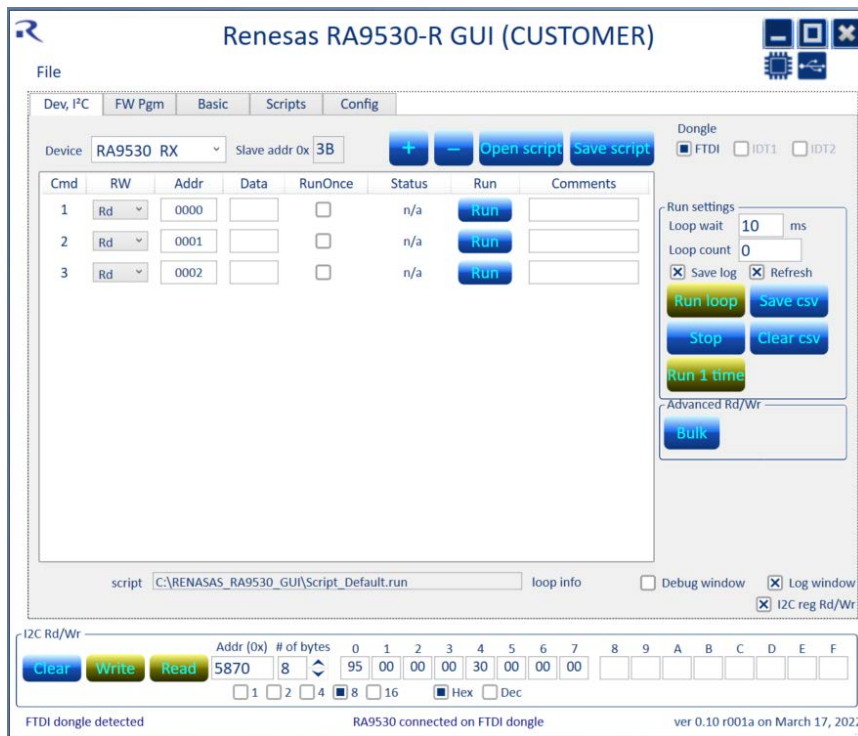 Renesas RA9530-R GUI (CUSTOMER)
File
Dev, I²C FW Pgm Basic Scripts Config
Device RA9530 RX Slave addr 0x 3B + − Open script Save script
Dongle
FTDI IDT1 IDT2
Cmd RW Addr Data RunOnce Status Run Comments
1 Rd 0000 n/a Run
2 Rd 0001 n/a Run
3 Rd 0002 n/a Run
Run settings
Loop wait 10 ms
Loop count 0
Save log Refresh
Run loop Save csv
Stop Clear csv
Run 1 time
Advanced Rd/Wr
Bulk
script C:\RENASAS_RA9530_GUI\Script_Default.run loop info Debug window Log window
I2C reg Rd/Wr
I2C Rd/Wr
Addr (0x) # of bytes 0 1 2 3 4 5 6 7 8 9 A B C D E F
Clear Write Read 5870 8 95 00 00 00 30 00 00 00
1 2 4 8 16 Hex Dec
FTDI dongle detected RA9530 connected on FTDI dongle ver 0.10 r001a on March 17, 2022